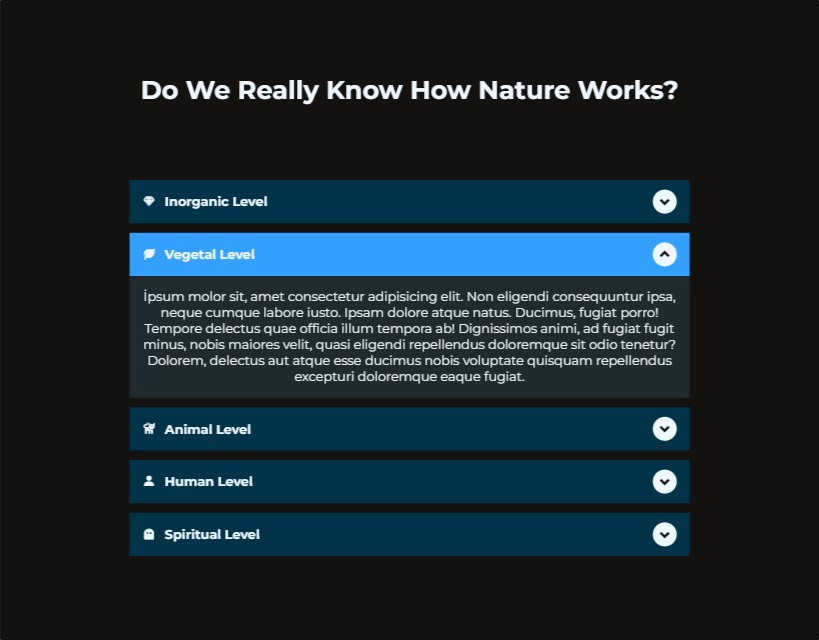 Do We Really Know How Nature Works?
Inorganic Level
Vegetal Level
İpsum molor sit, amet consectetur adipisicing elit. Non eligendi consequuntur ipsa,
neque cumque labore iusto. Ipsam dolore atque natus. Ducimus, fugiat porro!
Tempore delectus quae officia illum tempora ab! Dignissimos animi, ad fugiat fugit
minus, nobis maiores velit, quasi eligendi repellendus doloremque sit odio tenetur?
Dolorem, delectus aut atque esse ducimus nobis voluptate quisquam repellendus
excepturi doloremque eaque fugiat.
Animal Level
Human Level
Spiritual Level